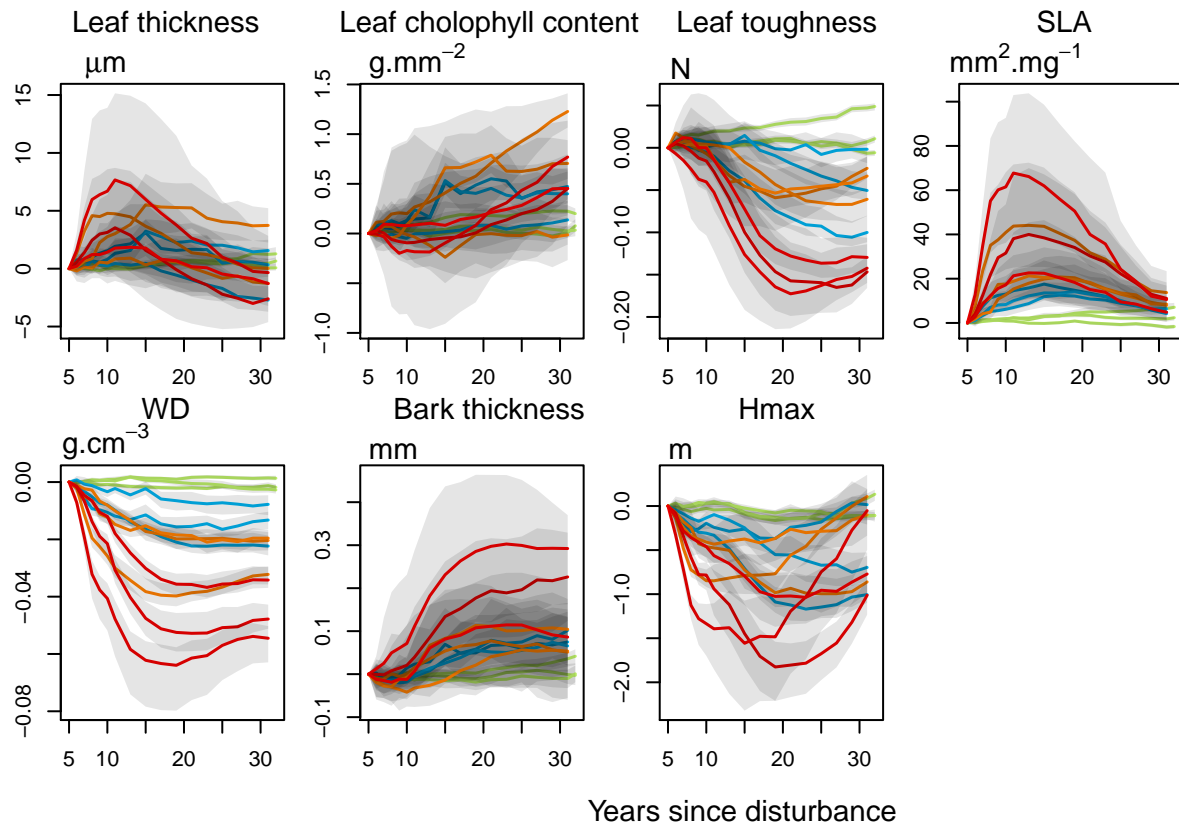 Leaf thickness Leaf cholophyll content Leaf toughness SLA
μm g.mm−2 N mm2.mg−1
15 10 5 0 −5
1.5 1.0 0.5 0.0 −1.0
0.00 −0.10 −0.20
80 60 40 20 0
5 10 20 30 5 10 20 30 5 10 20 30 5 10 20 30
WD Bark thickness Hmax
g.cm−3 mm m
0.00 −0.04 −0.08
0.3 0.1 −0.1
0.0 −1.0 −2.0
5 10 20 30 5 10 20 30 5 10 20 30
Years since disturbance